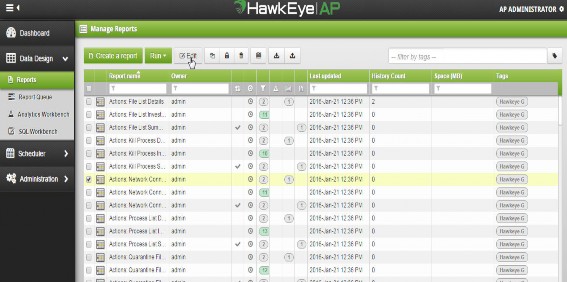 HawkEye AP
AP ADMINISTRATOR
Dashboard
Manage Reports
Data Design
Create a report
Run
Edit
-- filter by tags --
Reports
Report name
Owner
Last updated
History Count
Space (MB)
Tags
Report Queue
Analytics Workbench
SQL Workbench
Scheduler
Administration
Actions: File List Details admin 2 1 2016-Jan-21 12:36 PM 2 Hawkeye G
Actions: File List Invest... admin 2016-Jan-21 12:36 PM 0 Hawkeye G
Actions: File List Sum... admin 2 1 2016-Jan-21 12:36 PM 0 Hawkeye G
Actions: Kill Process D... admin 2 1 2016-Jan-21 12:36 PM 0 Hawkeye G
Actions: Kill Process In... admin 2016-Jan-21 12:36 PM 0 Hawkeye G
Actions: Kill Process S... admin 2 1 2016-Jan-21 12:36 PM 0 Hawkeye G
Actions: Network Conn... admin 2 1 2016-Jan-21 12:36 PM 0 Hawkeye G
Actions: Network Conn... admin 2016-Jan-21 12:36 PM 0 Hawkeye G
Actions: Network Conn... admin 2 1 2016-Jan-21 12:36 PM 0 Hawkeye G
Actions: Process List D... admin 2 1 2016-Jan-21 12:36 PM 0 Hawkeye G
Actions: Process List I... admin 2016-Jan-21 12:36 PM 0 Hawkeye G
Actions: Process List S... admin 2 1 2016-Jan-21 12:36 PM 0 Hawkeye G
Actions: Quarantine Fil... admin 2 1 2016-Jan-21 12:36 PM 0 Hawkeye G
Actions: Quarantine Fil... admin 2016-Jan-21 12:36 PM 0 Hawkeye G